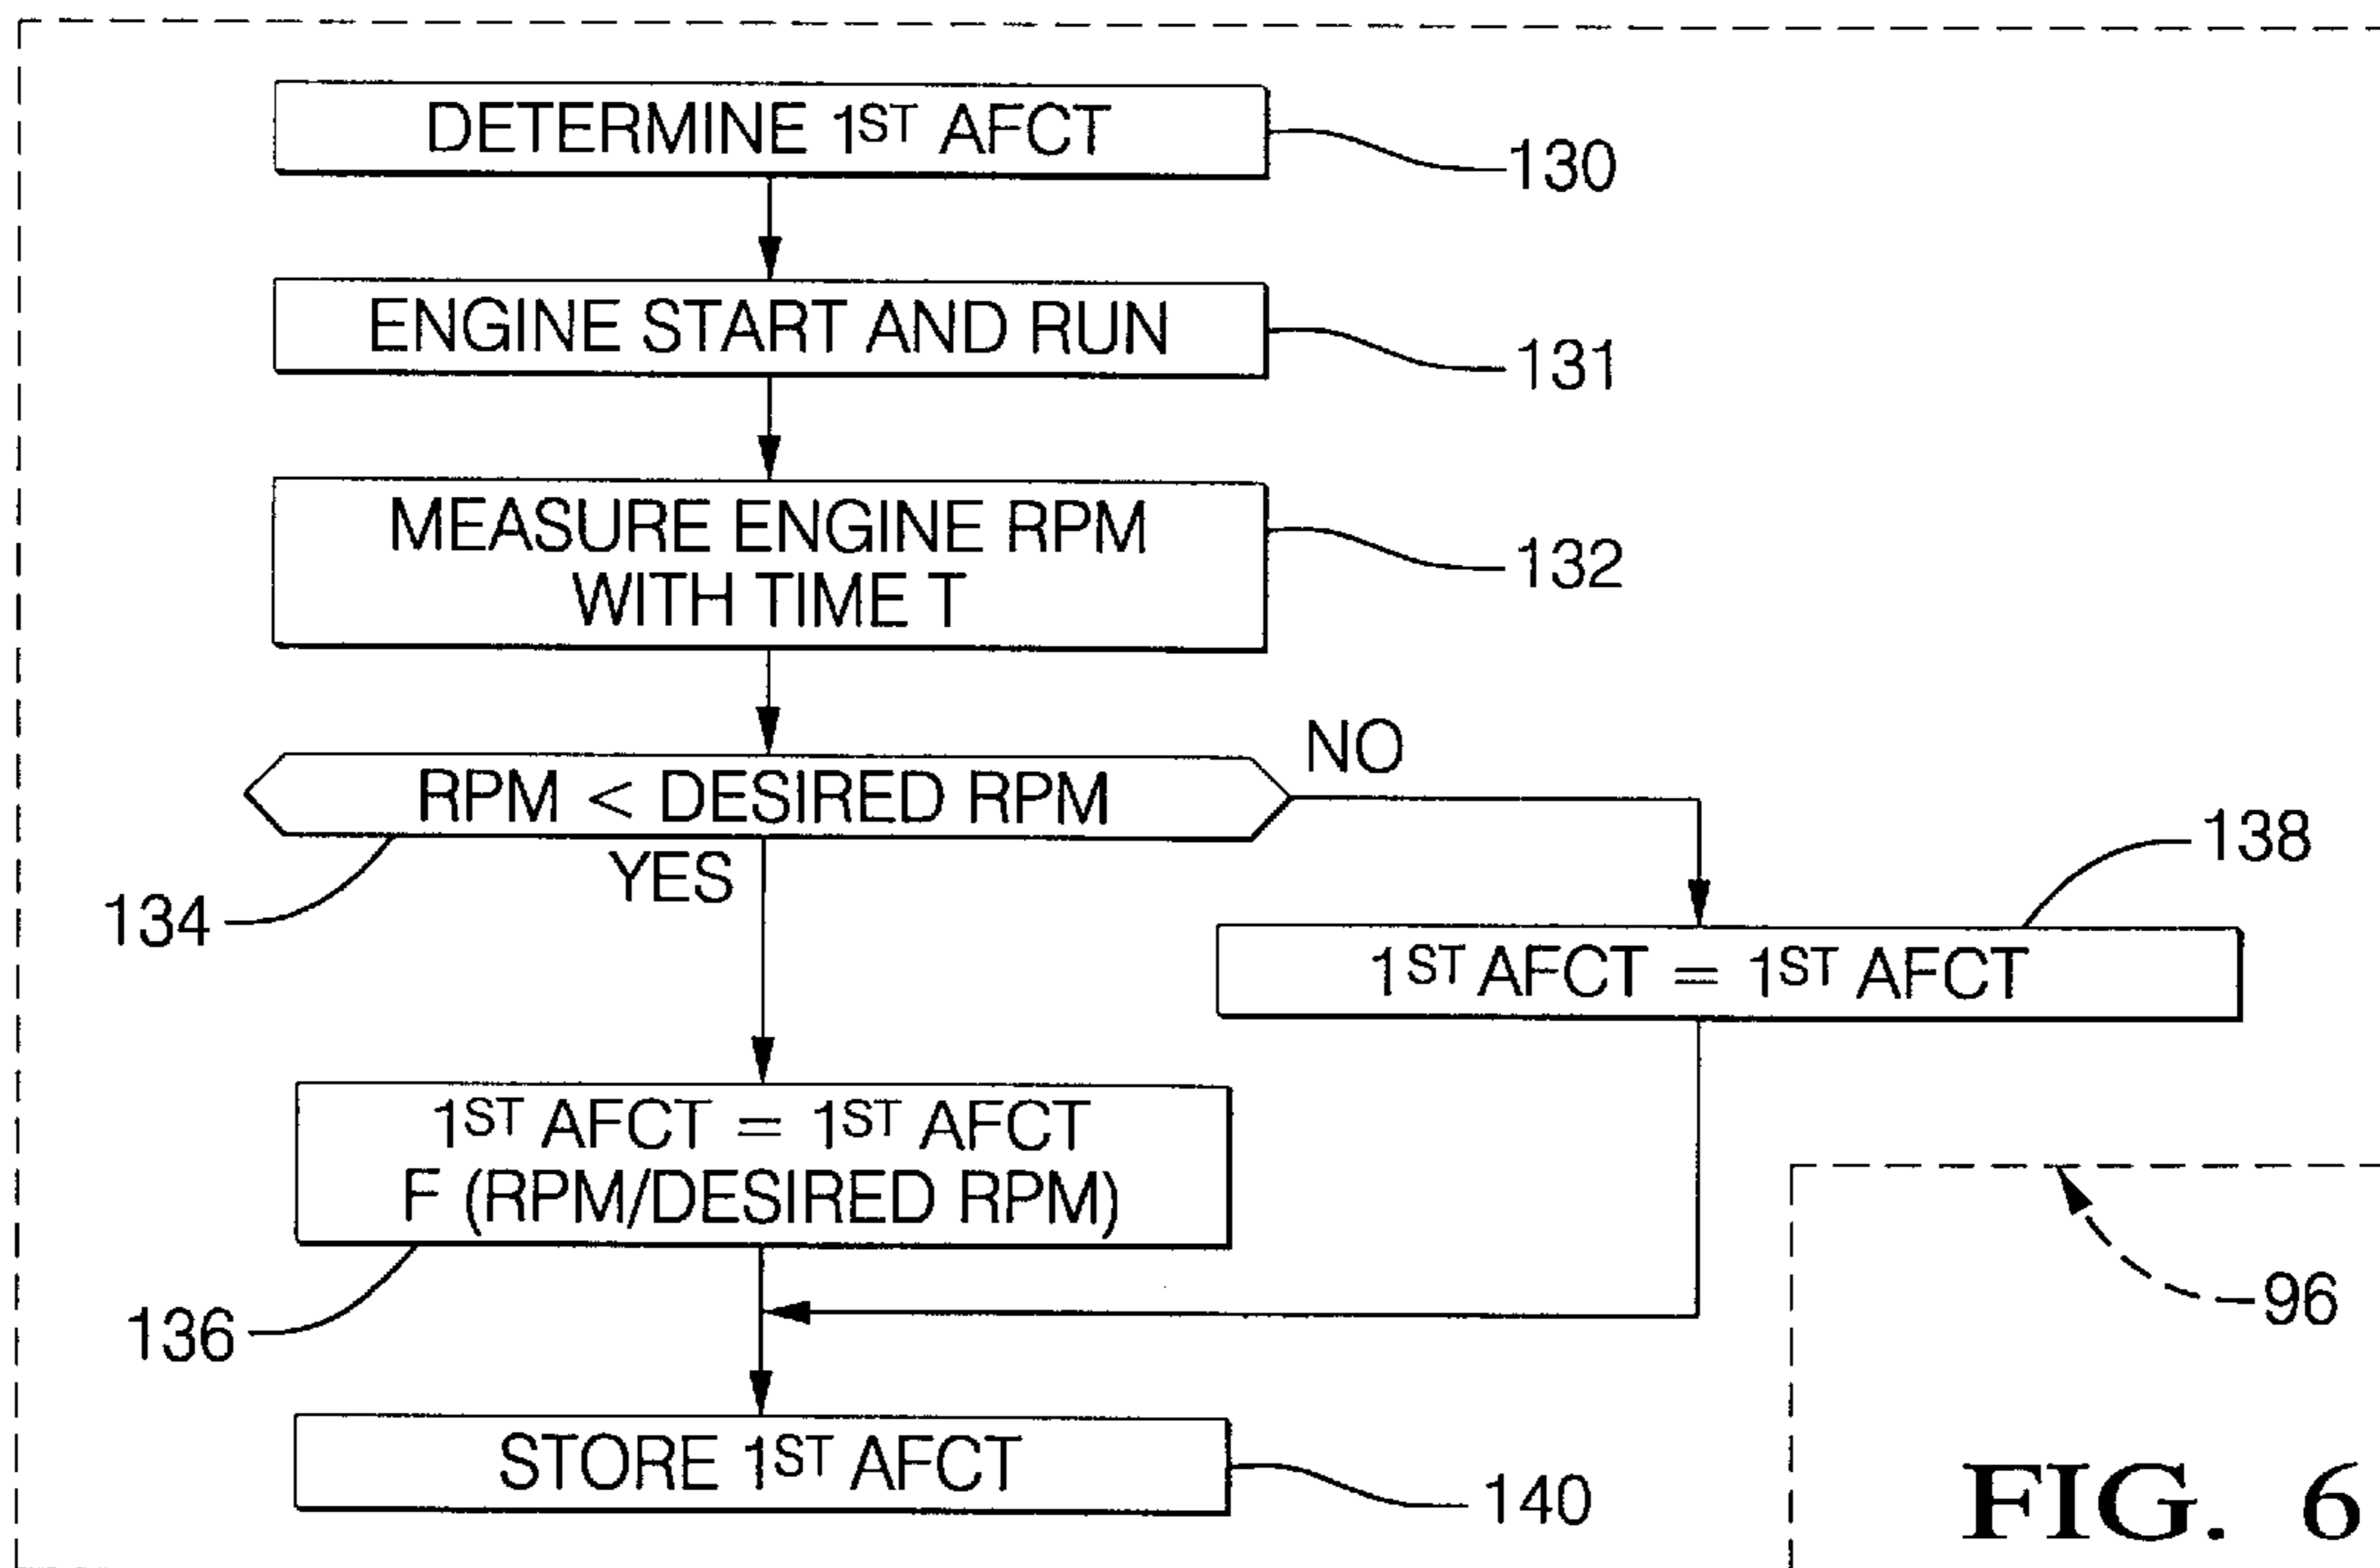 DETERMINE 1ST AFCT
130
ENGINE START AND RUN
131
MEASURE ENGINE RPM
WITH TIME T
132
RPM < DESIRED RPM
NO
YES
134
138
1ST AFCT = 1ST AFCT
1ST AFCT = 1ST AFCT
F (RPM/DESIRED RPM)
136
96
STORE 1ST AFCT
140
FIG. 6